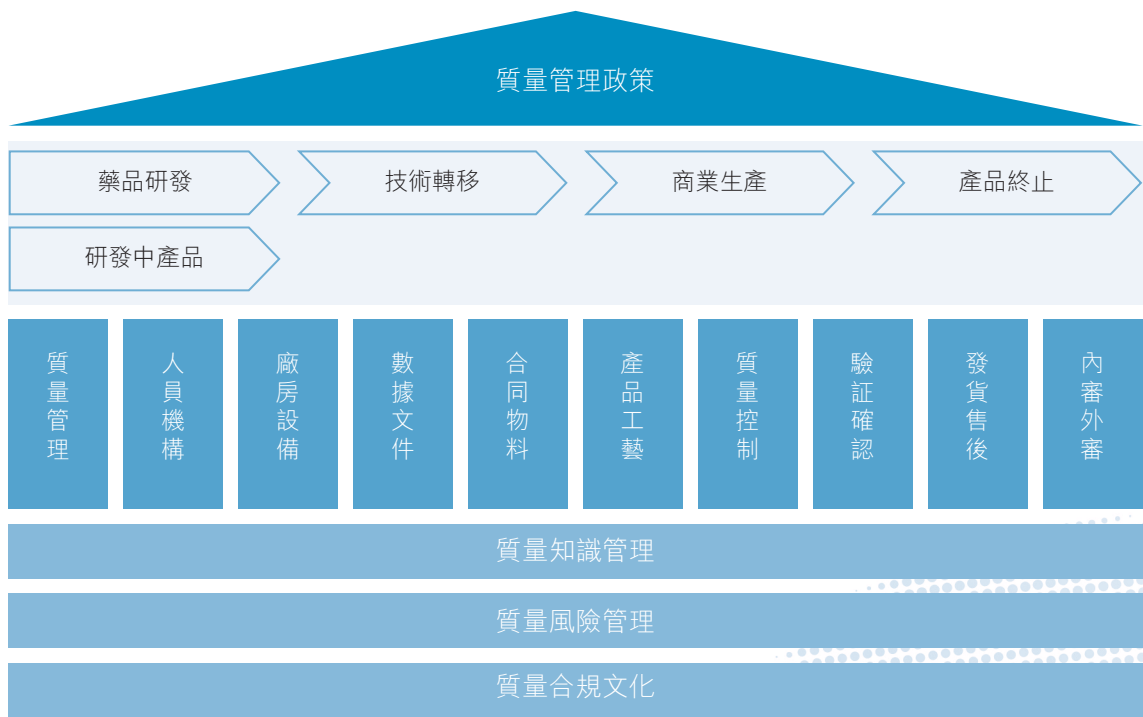 質量管理政策
藥品研發
技術轉移
商業生產
產品終止
研發中產品
質量管理
人員機構
廠房設備
數據文件
合同物料
產品工藝
質量控制
驗証確認
發貨售後
內審外審
質量知識管理
質量風險管理
質量合規文化